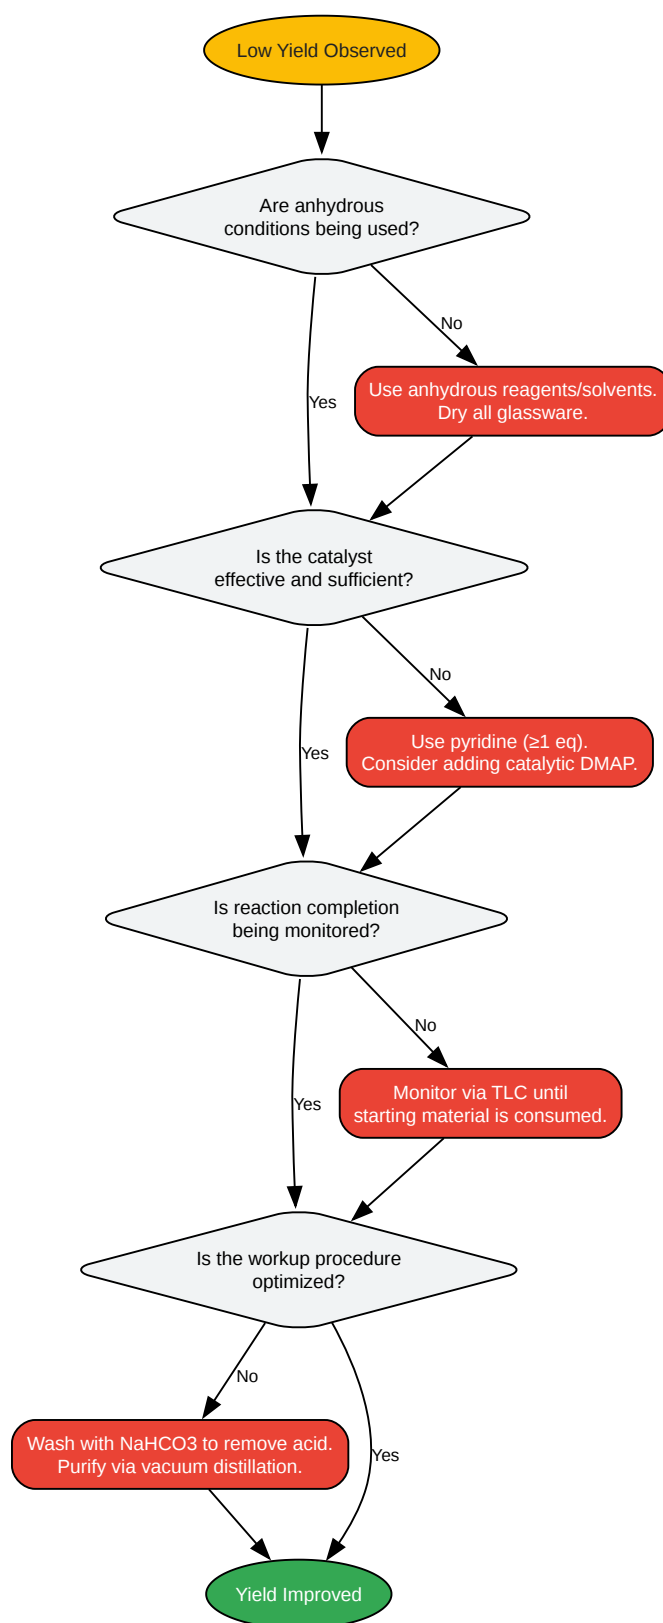 Low Yield Observed
Are anhydrous
conditions being used?
No
Yes
Use anhydrous reagents/solvents.
Dry all glassware.
Is the catalyst
effective and sufficient?
No
Yes
Use pyridine (≥1 eq).
Consider adding catalytic DMAP.
Is reaction completion
being monitored?
No
Yes
Monitor via TLC until
starting material is consumed.
Is the workup procedure
optimized?
No
Yes
Wash with NaHCO3 to remove acid.
Purify via vacuum distillation.
Yield Improved